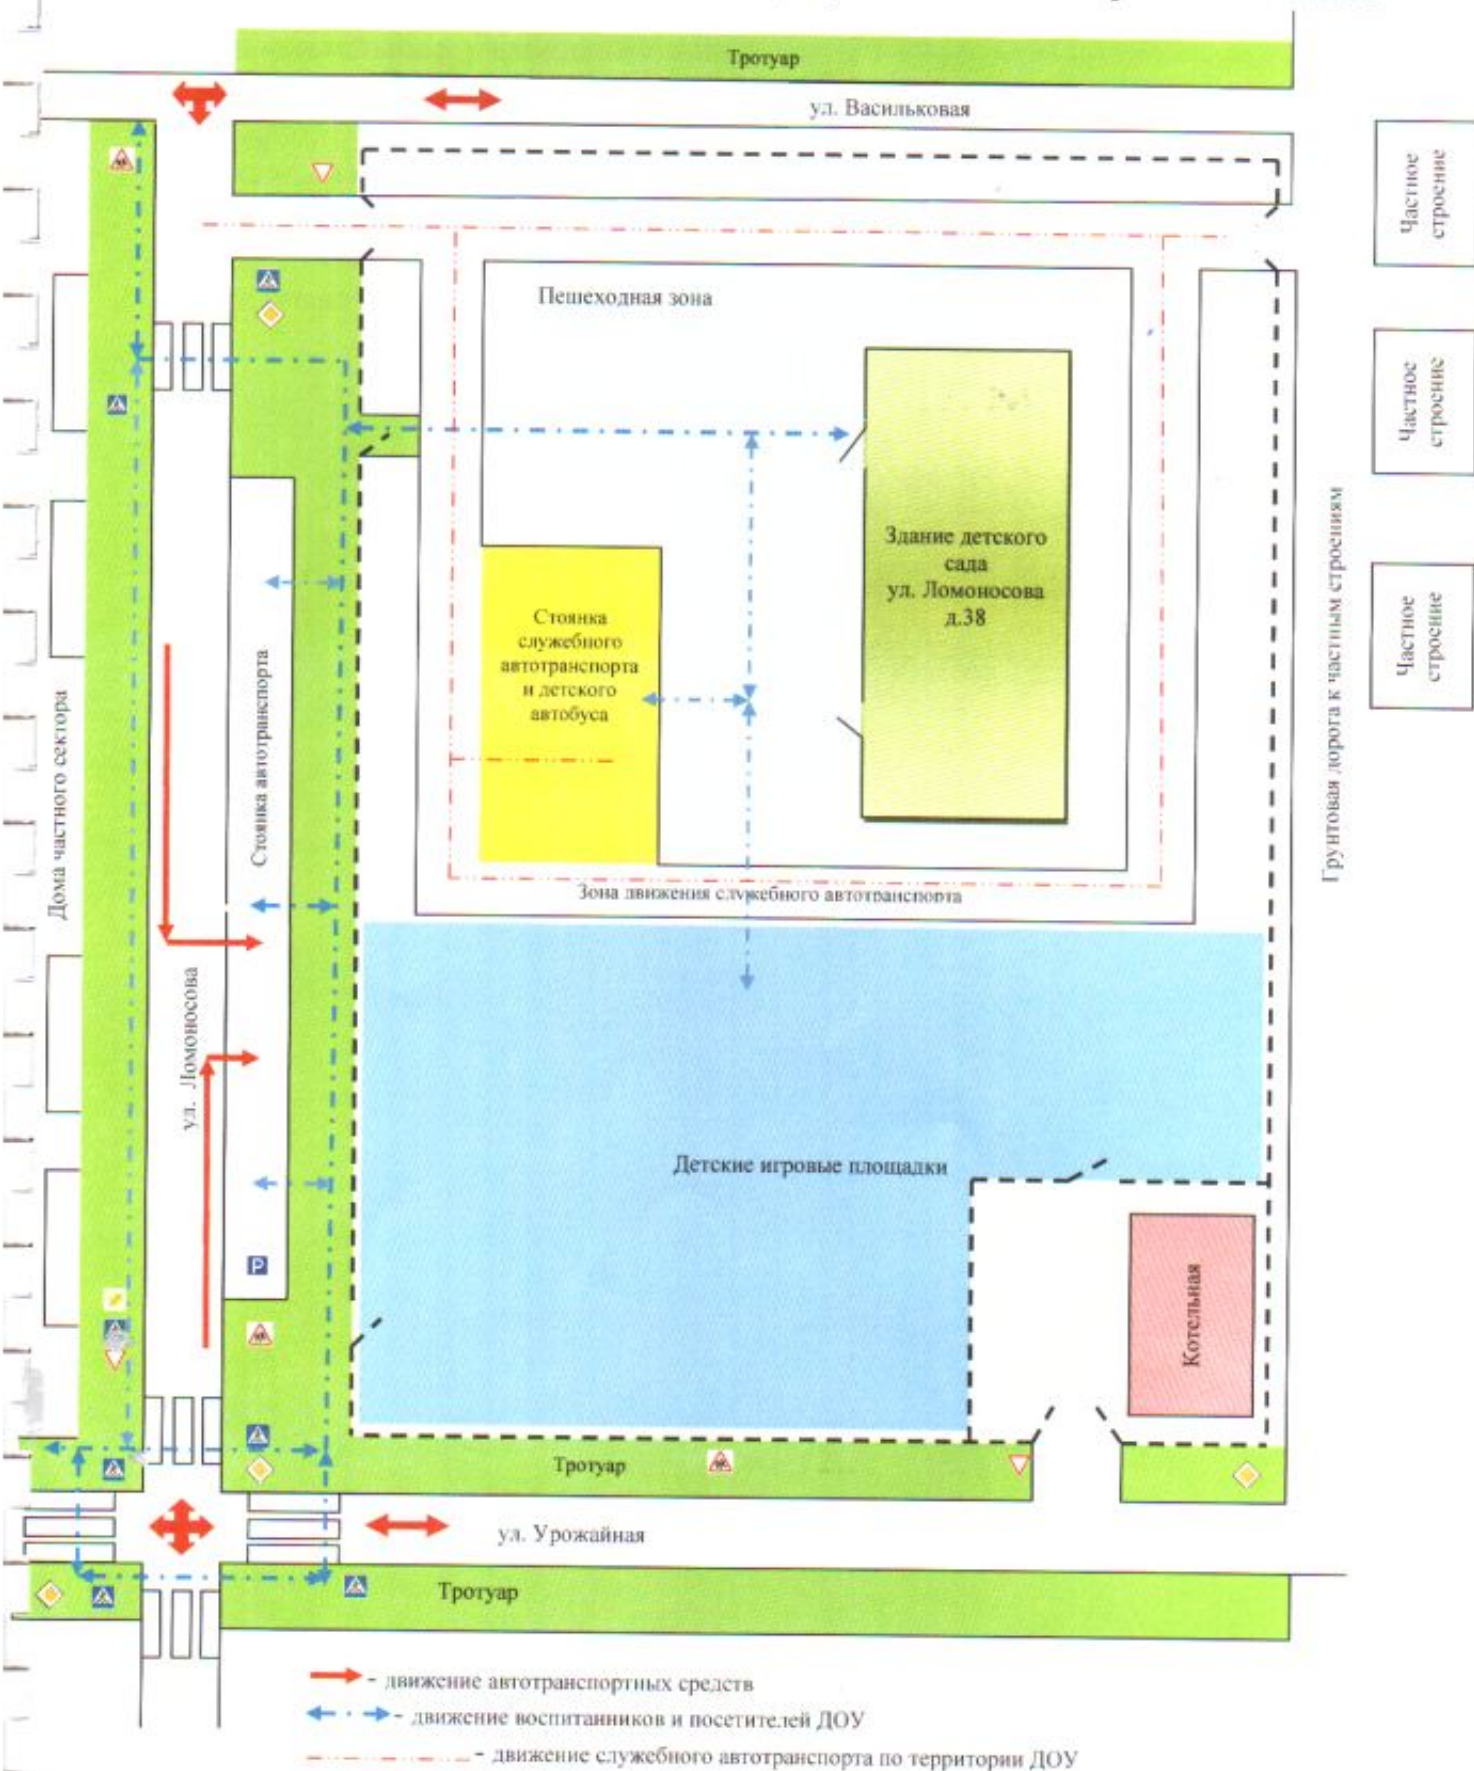 Тротуар
ул. Васильковая
Частное
строение
Пешеходная зона
Частное
строение
Здание детского
сада
ул. Ломоносова
д.38
Стоянка
служебного
автотранспорта
и детского
автобуса
Частное
строение
Стоянка автотранспорта
Дома частного сектора
Грунтовая дорога к частным строениям
Зона движения служебного автотранспорта
ул. Ломоносова
Детские игровые площадки
P
Котельная
Тротуар
ул. Урожайная
Тротуар
- движение автотранспортных средств
- движение воспитанников и посетителей ДОУ
- движение служебного автотранспорта по территории ДОУ